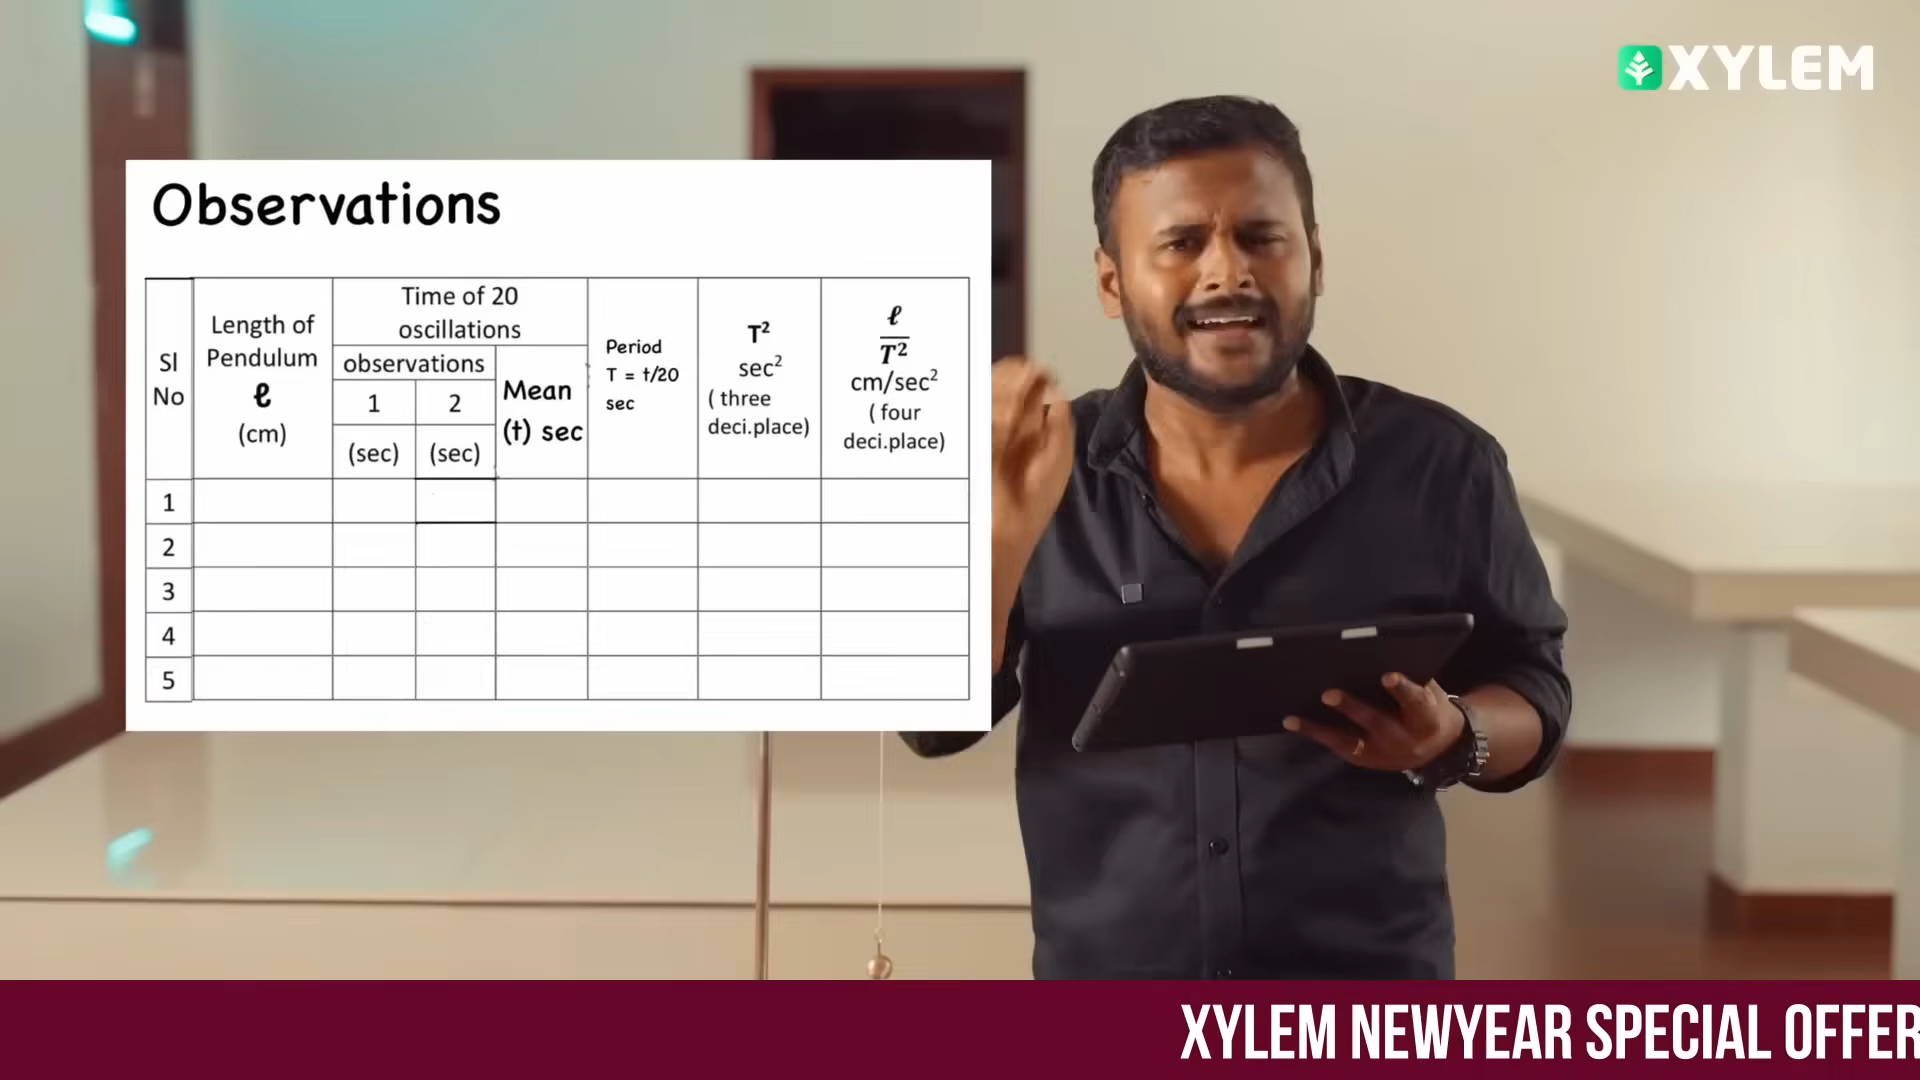 XYLEM
Observations
Sl
No
Length of
Pendulum
ℓ
(cm)
Time of 20
oscillations
observations
1
2
(sec)
(sec)
Mean
(t) sec
Period
T = t/20
sec
T²
sec²
( three
deci.place)
ℓ
T²
cm/sec²
( four
deci.place)
1
2
3
4
5
XYLEM NEWYEAR SPECIAL OFFER